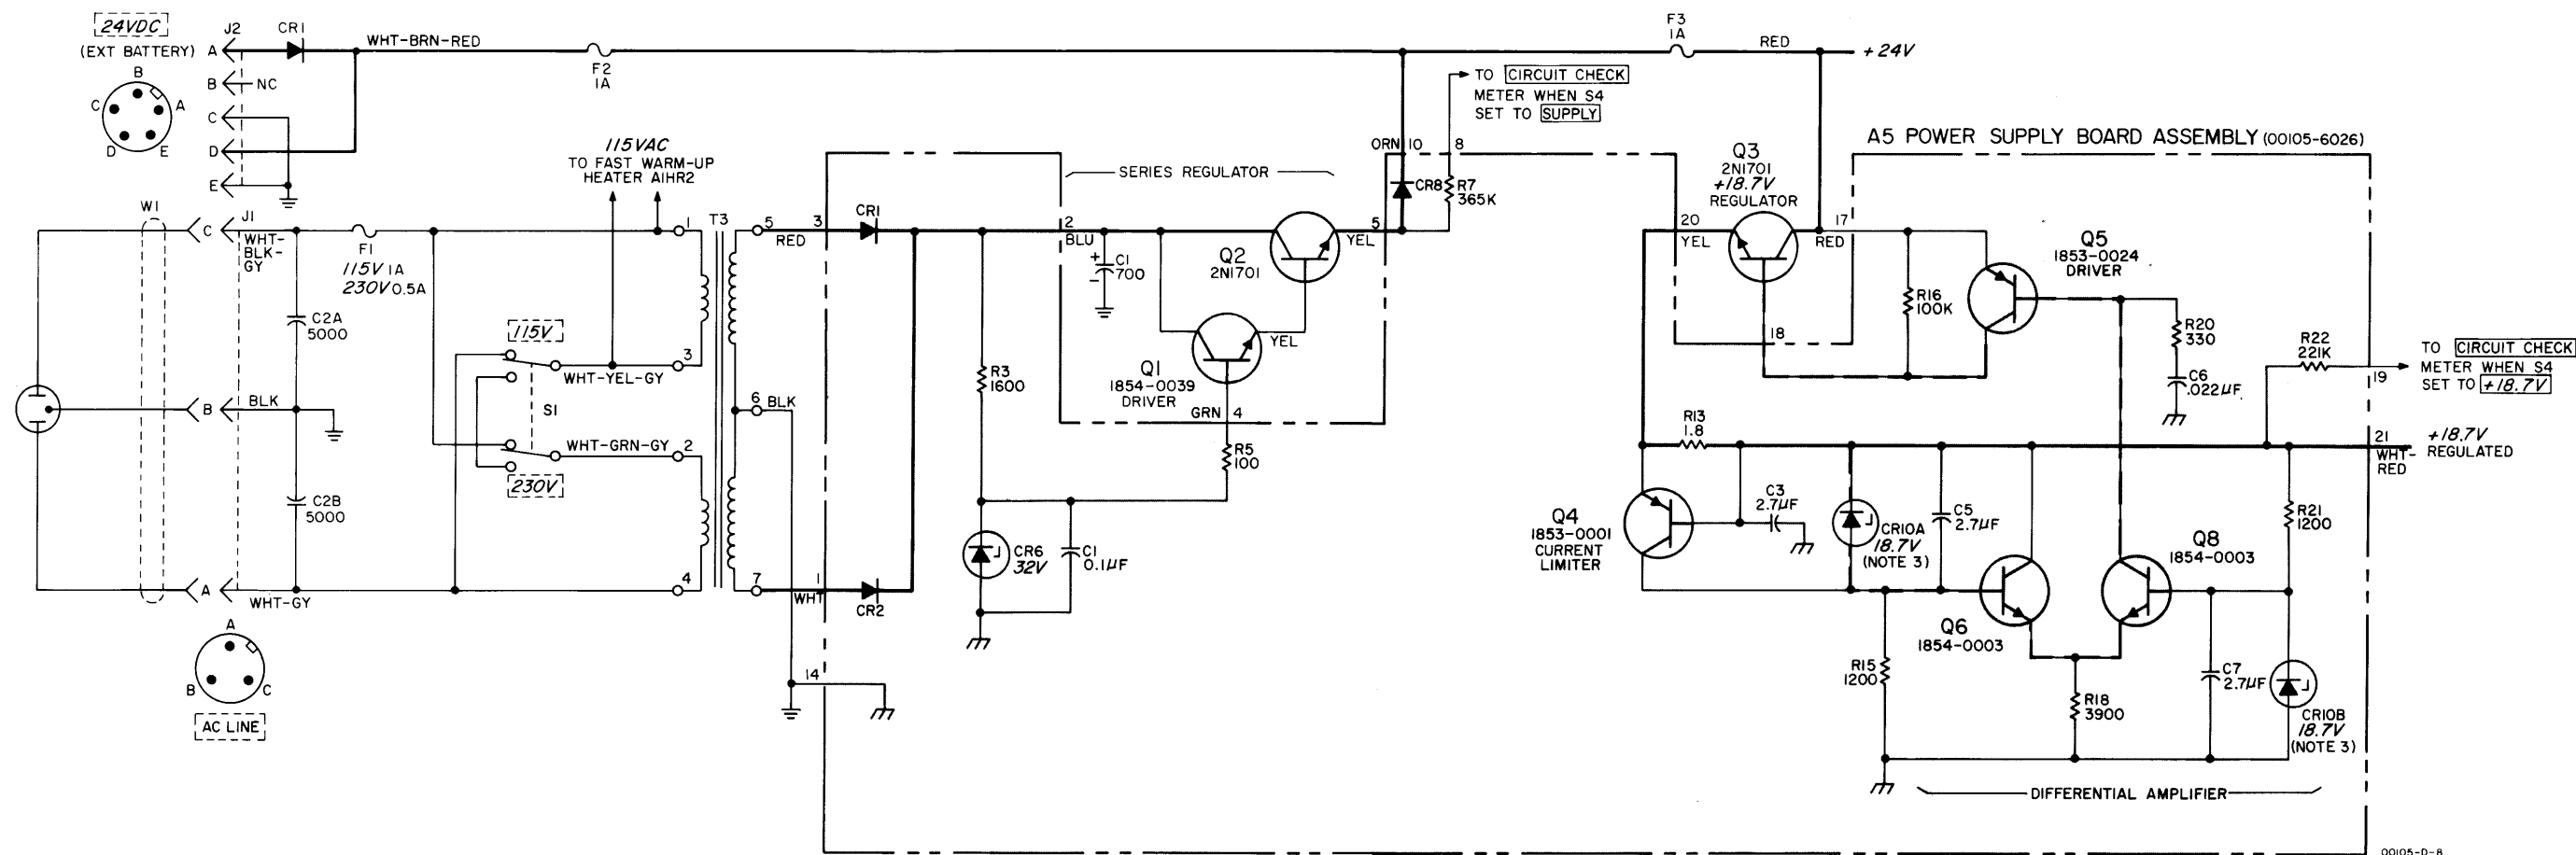 24VDC
(EXT BATTERY)
B
C
A
D
E
J2
CR1
A
B
NC
C
D
E
WHT-BRN-RED
F2
1A
F3
1A
RED
+24V
TO CIRCUIT CHECK
METER WHEN S4
SET TO SUPPLY
115VAC
TO FAST WARM-UP
HEATER A1HR2
A5 POWER SUPPLY BOARD ASSEMBLY (00105-6026)
W1
C
J1
WHT-
BLK-
GY
F1
115V 1A
230V 0.5A
C2A
5000
B
BLK
C2B
5000
A
WHT-GY
A
B
C
AC LINE
115V
S1
230V
WHT-YEL-GY
WHT-GRN-GY
1
3
2
4
T3
5
RED
3
6
BLK
7
WHT
1
14
CR1
CR2
R3
1600
CR6
32V
C1
0.1µF
SERIES REGULATOR
2
BLU
+
C1
700
−
Q2
2N1701
YEL
5
Q1
1854-0039
DRIVER
YEL
GRN
4
R5
100
ORN
10
8
CR8
R7
365K
Q3
2N1701
+18.7V
REGULATOR
20
YEL
17
RED
18
R16
100K
Q5
1853-0024
DRIVER
R20
330
C6
.022µF
R22
221K
19
TO CIRCUIT CHECK
METER WHEN S4
SET TO +18.7V
R13
1.8
21
WHT-
RED
+18.7V
REGULATED
Q4
1853-0001
CURRENT
LIMITER
C3
2.7µF
CR10A
18.7V
(NOTE 3)
C5
2.7µF
Q6
1854-0003
Q8
1854-0003
R21
1200
R15
1200
R18
3900
C7
2.7µF
CR10B
18.7V
(NOTE 3)
DIFFERENTIAL AMPLIFIER
00105-D-8